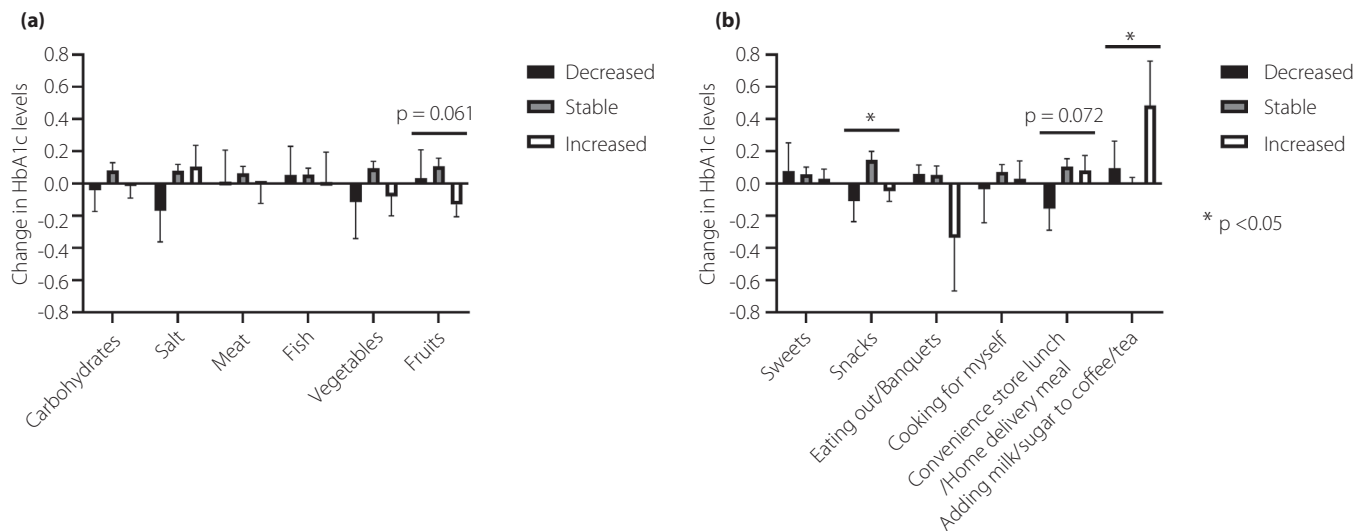 (a)
Change in HbA1c levels
0.8
0.6
0.4
0.2
0.0
-0.2
-0.4
-0.6
-0.8
p = 0.061
Carbohydrates
Salt
Meat
Fish
Vegetables
Fruits
Decreased
Stable
Increased
(b)
Change in HbA1c levels
0.8
0.6
0.4
0.2
0.0
-0.2
-0.4
-0.6
-0.8
*
p = 0.072
*
Sweets
Snacks
Eating out/Banquets
Cooking for myself
Convenience store lunch
/Home delivery meal
Adding milk/sugar to coffee/tea
Decreased
Stable
Increased
* p <0.05